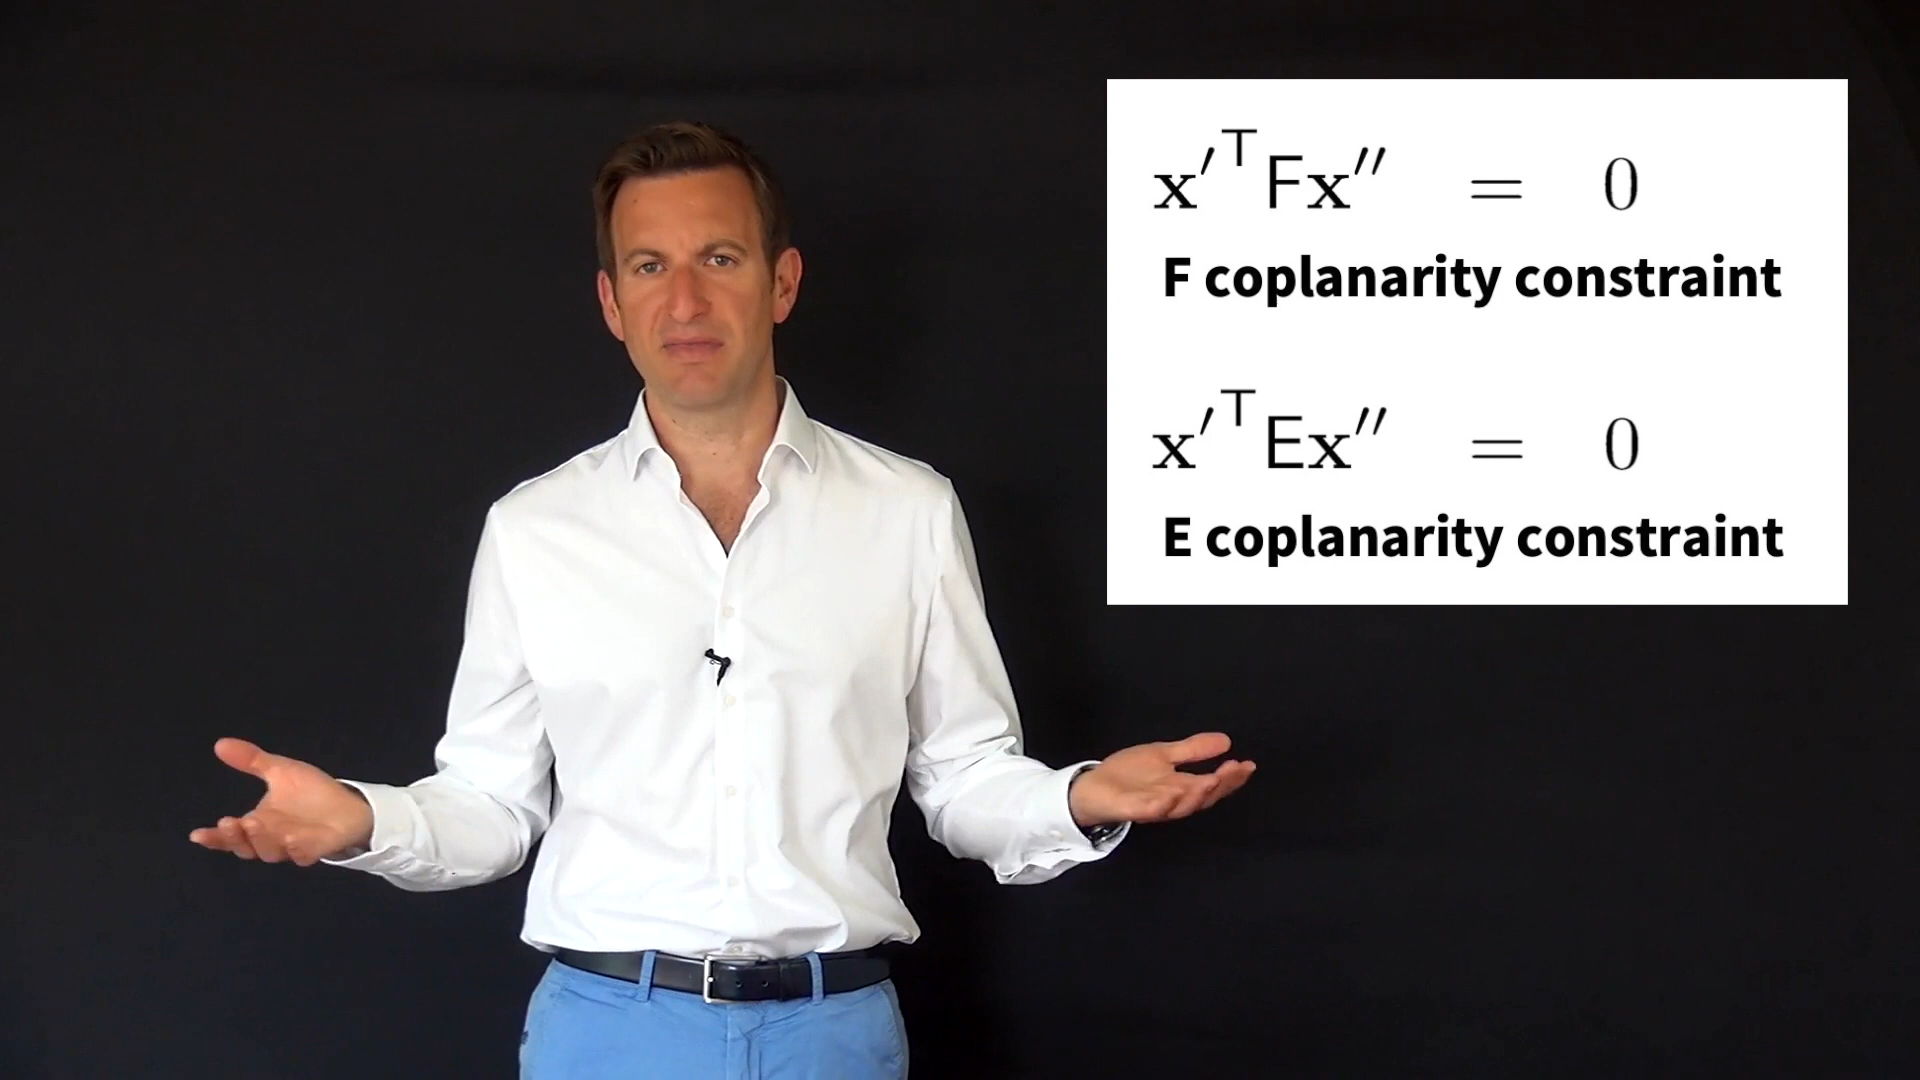 x′ᵀFx″ = 0
F coplanarity constraint
x′ᵀEx″ = 0
E coplanarity constraint